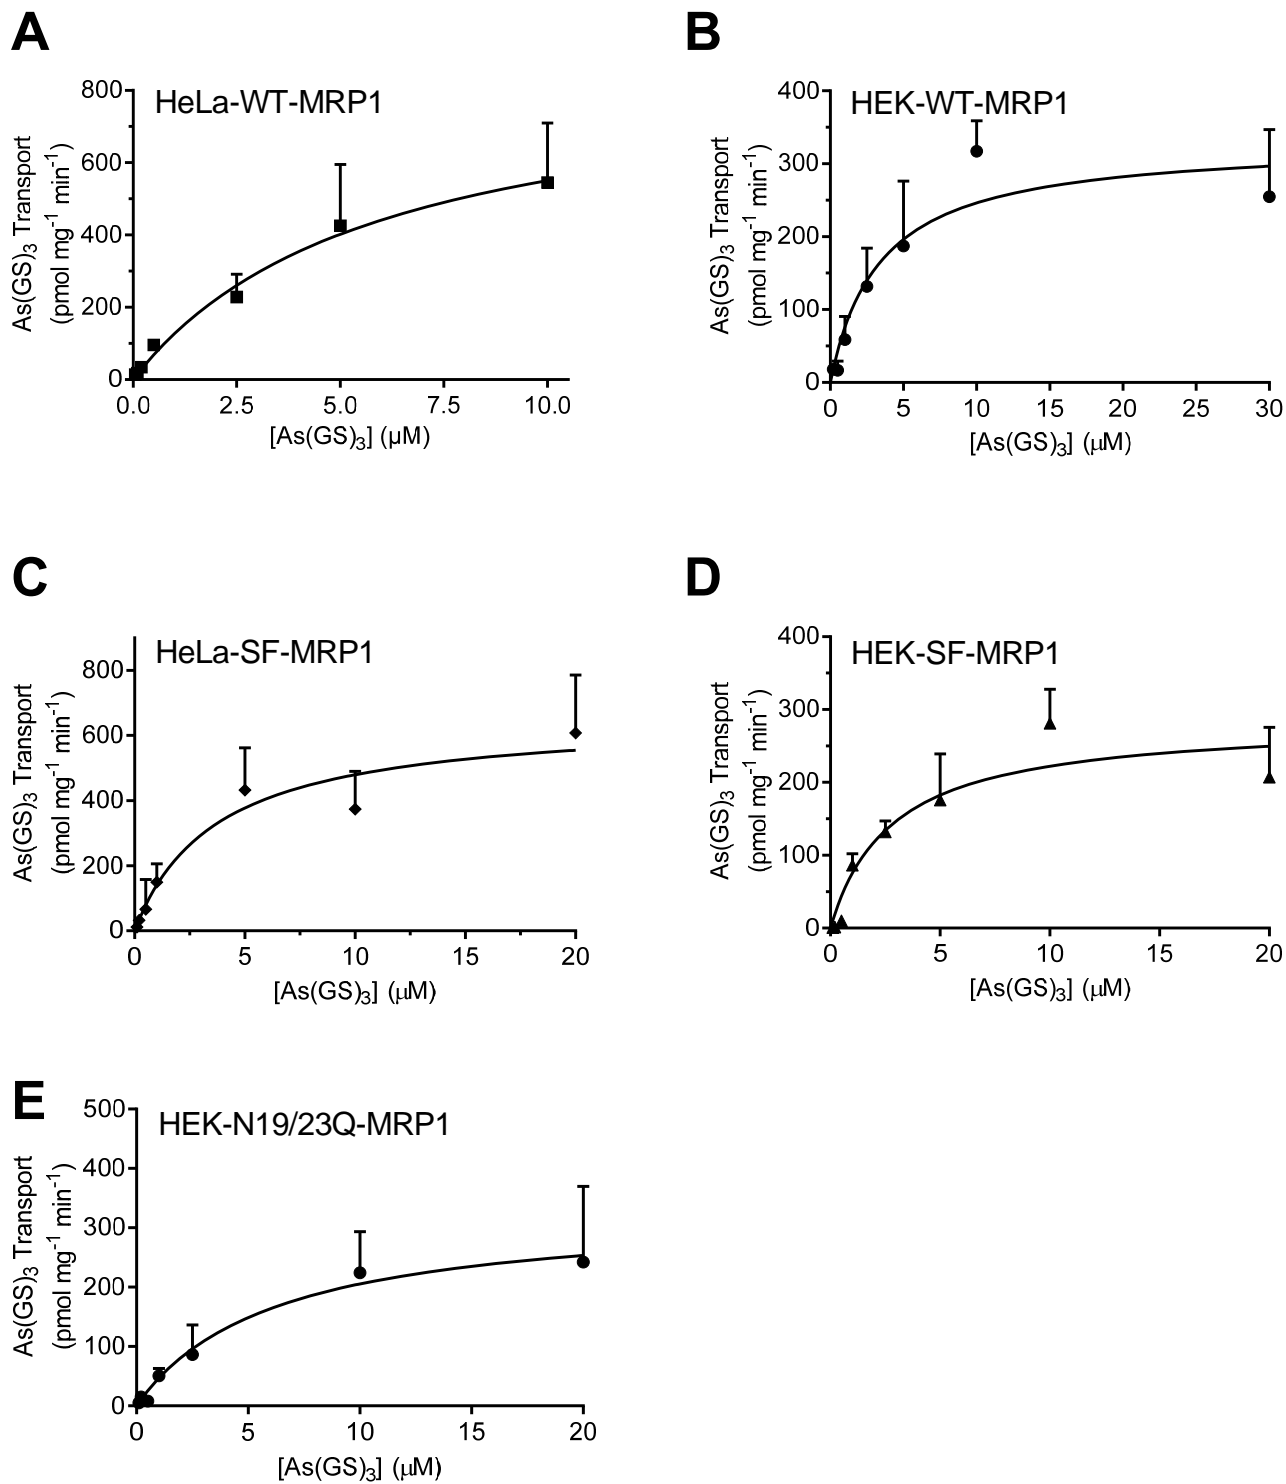 A
HeLa-WT-MRP1
As(GS)3 Transport
(pmol mg-1 min-1)
800
600
400
200
0
0.0 2.5 5.0 7.5 10.0
[As(GS)3] (µM)
B
HEK-WT-MRP1
As(GS)3 Transport
(pmol mg-1 min-1)
400
300
200
100
0
0 5 10 15 20 25 30
[As(GS)3] (µM)
C
HeLa-SF-MRP1
As(GS)3 Transport
(pmol mg-1 min-1)
800
600
400
200
0
0 5 10 15 20
[As(GS)3] (µM)
D
HEK-SF-MRP1
As(GS)3 Transport
(pmol mg-1 min-1)
400
300
200
100
0
0 5 10 15 20
[As(GS)3] (µM)
E
HEK-N19/23Q-MRP1
As(GS)3 Transport
(pmol mg-1 min-1)
500
400
300
200
100
0
0 5 10 15 20
[As(GS)3] (µM)